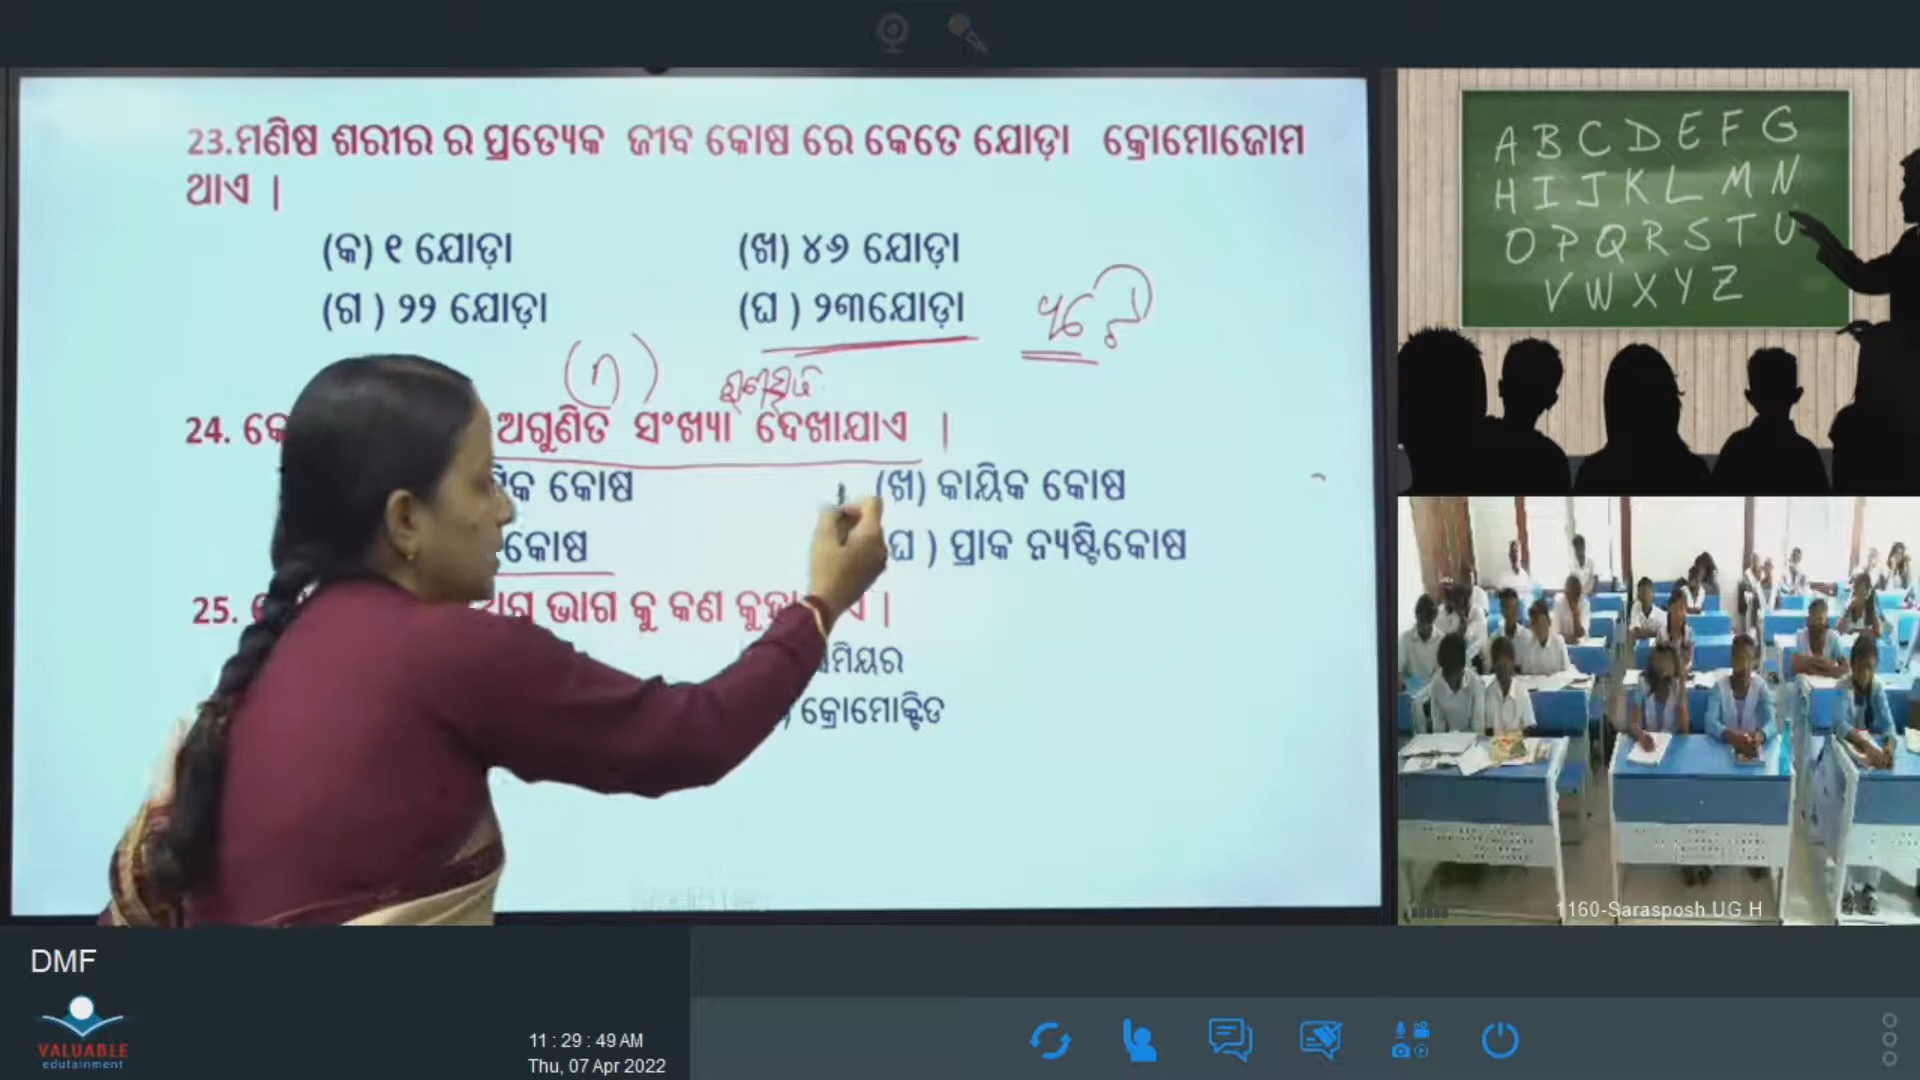 23.ମଣିଷ ଶରୀର ର ପ୍ରତ୍ୟେକ ଜୀବ କୋଷ ରେ କେତେ ଯୋଡ଼ା କ୍ରୋମୋଜୋମ
ଥାଏ |
(କ) ୧ ଯୋଡ଼ା (ଖ) ୪୬ ଯୋଡ଼ା
(ଗ ) ୨୨ ଯୋଡ଼ା (ଘ ) ୨୩ଯୋଡ଼ା
24. ଅଗୁଣିତ ସଂଖ୍ୟା ଦେଖାଯାଏ |
କୋଷ (ଖ) କାୟିକ କୋଷ
କୋଷ ଘ ) ପ୍ରାକ ନ୍ୟଷ୍ଟିକୋଷ
25. ଭାଗ କୁ କଣ |
କ୍ରୋମୋଜିଡ
A B C D E F G
H I J K L M N
O P Q R S T U
V W X Y Z
1160-Sarasposh UG H
DMF
VALUABLE
edutainment
11 : 29 : 49 AM
Thu, 07 Apr 2022